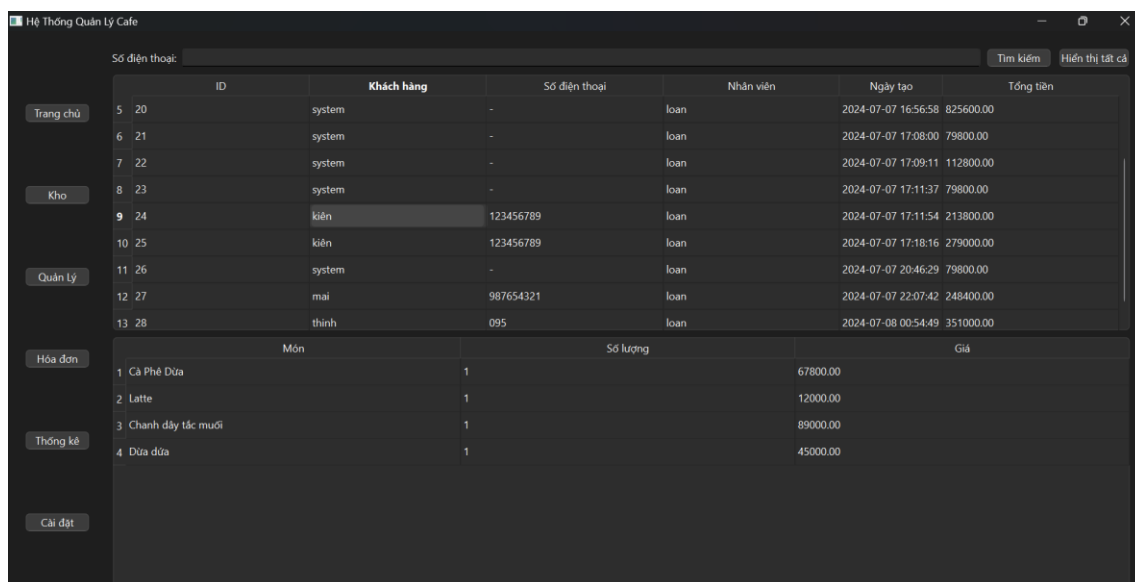 Hệ Thống Quản Lý Cafe
Số điện thoại: Tìm kiếm Hiển thị tất cả
ID Khách hàng Số điện thoại Nhân viên Ngày tạo Tổng tiền
5 20 system - loan 2024-07-07 16:56:58 825600.00
6 21 system - loan 2024-07-07 17:08:00 79800.00
7 22 system - loan 2024-07-07 17:09:11 112800.00
8 23 system - loan 2024-07-07 17:11:37 79800.00
9 24 kiên 123456789 loan 2024-07-07 17:11:54 213800.00
10 25 kiên 123456789 loan 2024-07-07 17:18:16 279000.00
11 26 system - loan 2024-07-07 20:46:29 79800.00
12 27 mai 987654321 loan 2024-07-07 22:07:42 248400.00
13 28 thinh 095 loan 2024-07-08 00:54:49 351000.00
Trang chủ
Kho
Quản Lý
Hóa đơn
Thống kê
Cài đặt
Món Số lượng Giá
1 Cà Phê Dừa 1 67800.00
2 Latte 1 12000.00
3 Chanh dây tắc muối 1 89000.00
4 Dừa dứa 1 45000.00